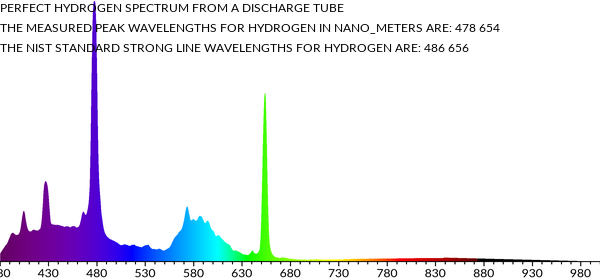 PERFECT HYDROGEN SPECTRUM FROM A DISCHARGE TUBE
THE MEASURED PEAK WAVELENGTHS FOR HYDROGEN IN NANO_METERS ARE: 478 654
THE NIST STANDARD STRONG LINE WAVELENGTHS FOR HYDROGEN ARE: 486 656
80 430 480 530 580 630 680 730 780 830 880 930 980